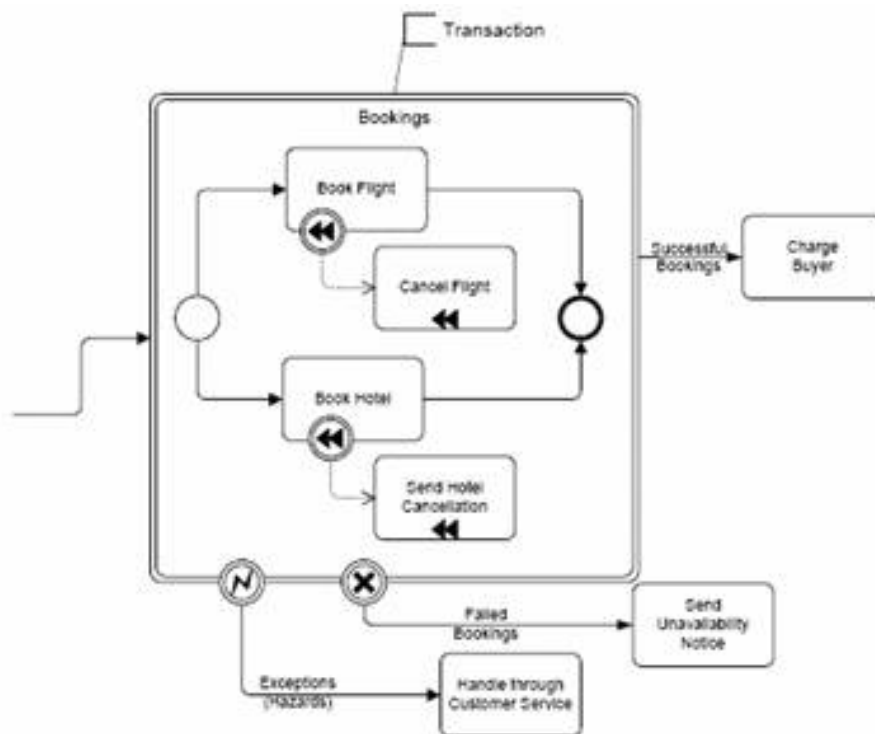 Transaction
Bookings
Book Flight
Cancel Flight
Successful
Bookings
Charge
Buyer
Book Hotel
Send Hotel
Cancellation
Failed
Bookings
Send
Unavailability
Notice
Exceptions
(Hazards)
Handle through
Customer Service